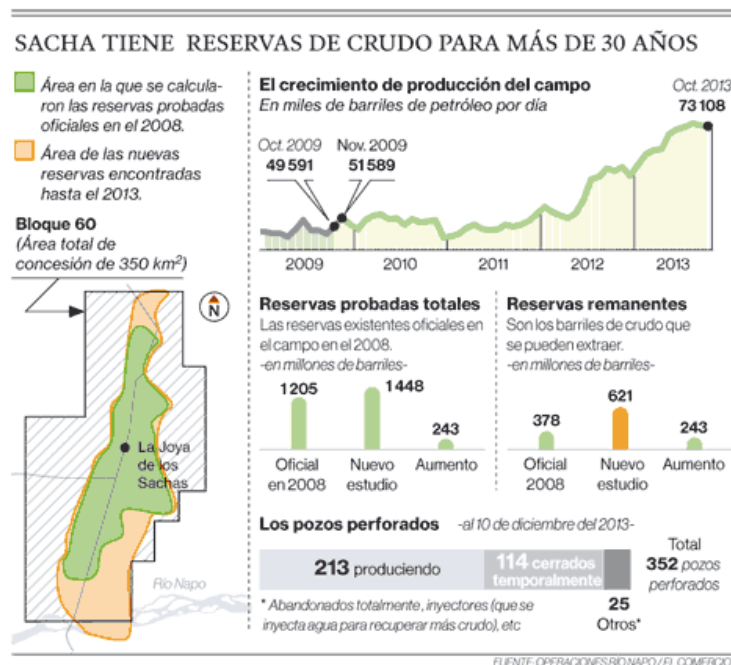 SACHA TIENE RESERVAS DE CRUDO PARA MÁS DE 30 AÑOS
Área en la que se calcula-
ron las reservas probadas
oficiales en el 2008.
Área de las nuevas
reservas encontradas
hasta el 2013.
Bloque 60
(Área total de
concesión de 350 km²)
N
La Joya
de los
Sachas
Río Napo
El crecimiento de producción del campo
En miles de barriles de petróleo por día
Oct. 2013
73 108
Oct. 2009
49 591
Nov. 2009
51 589
2009 2010 2011 2012 2013
Reservas probadas totales
Las reservas existentes oficiales en
el campo en el 2008.
-en millones de barriles-
1 205 1 448 243
Oficial
en 2008
Nuevo
estudio
Aumento
Reservas remanentes
Son los barriles de crudo que
se pueden extraer.
-en millones de barriles-
378 621 243
Oficial
2008
Nuevo
estudio
Aumento
Los pozos perforados -al 10 de diciembre del 2013-
213 produciendo
114 cerrados
temporalmente
25
Otros*
Total
352 pozos
perforados
* Abandonados totalmente, inyectores (que se
inyecta agua para recuperar más crudo), etc
FUENTE: OPERACIONES RÍO NAPO / EL COMERCIO